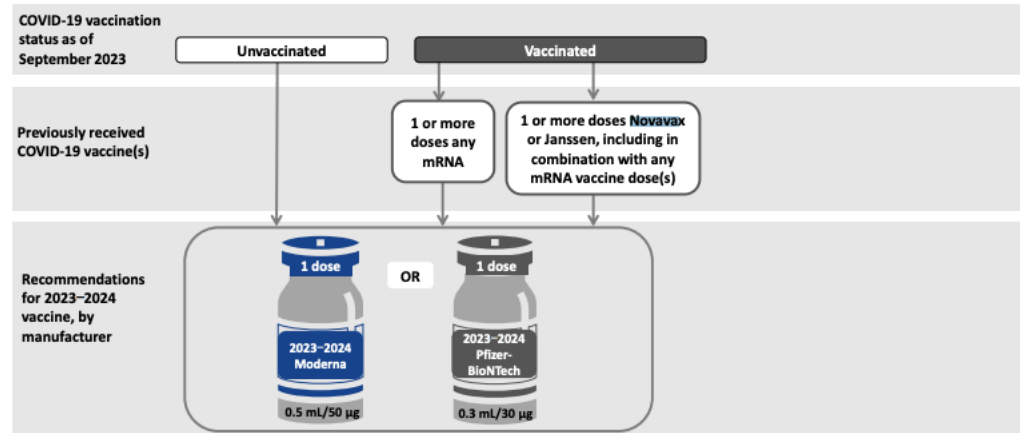 COVID-19 vaccination
status as of
September 2023
Unvaccinated
Vaccinated
Previously received
COVID-19 vaccine(s)
1 or more
doses any
mRNA
1 or more doses Novavax
or Janssen, including in
combination with any
mRNA vaccine dose(s)
Recommendations
for 2023–2024
vaccine, by
manufacturer
1 dose
OR
1 dose
2023–2024
Moderna
2023–2024
Pfizer-
BioNTech
0.5 mL/50 µg
0.3 mL/30 µg